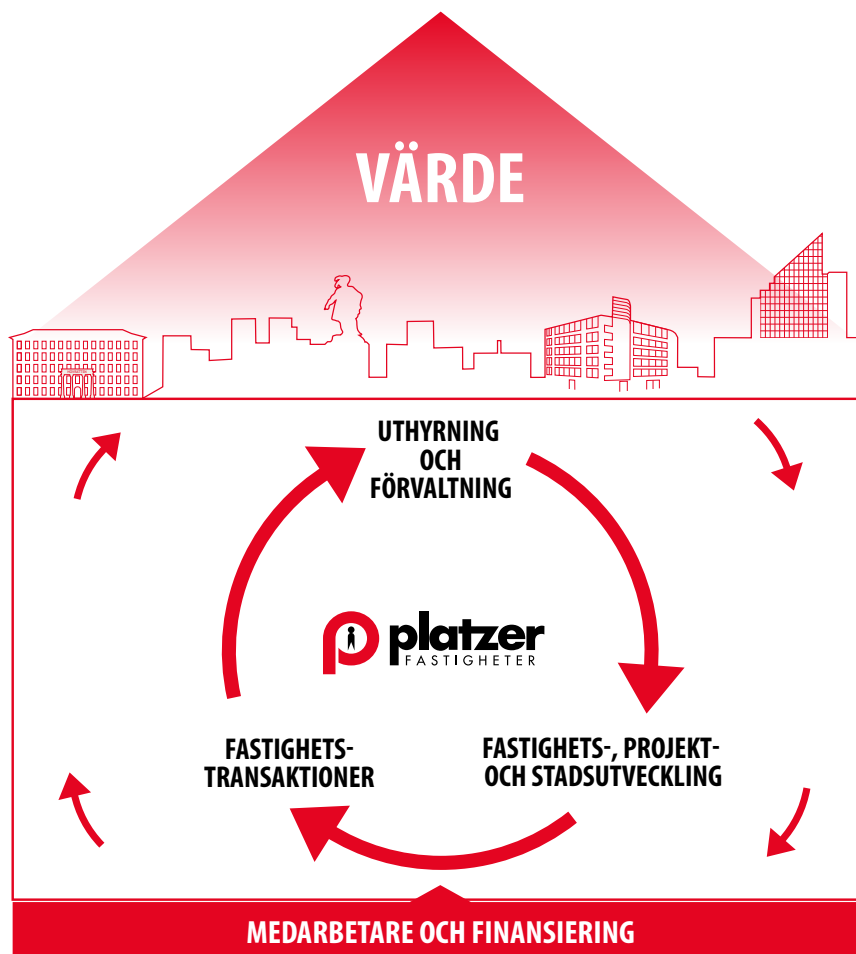 VÄRDE
UTHYRNING
OCH
FÖRVALTNING
platzer
FASTIGHETER
FASTIGHETS-
TRANSAKTIONER
FASTIGHETS-, PROJEKT-
OCH STADSUTVECKLING
MEDARBETARE OCH FINANSIERING